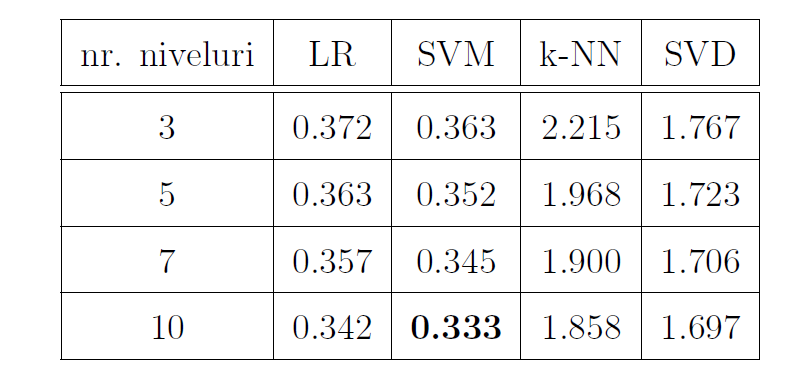 nr. niveluri LR SVM k-NN SVD
3 0.372 0.363 2.215 1.767
5 0.363 0.352 1.968 1.723
7 0.357 0.345 1.900 1.706
10 0.342 0.333 1.858 1.697